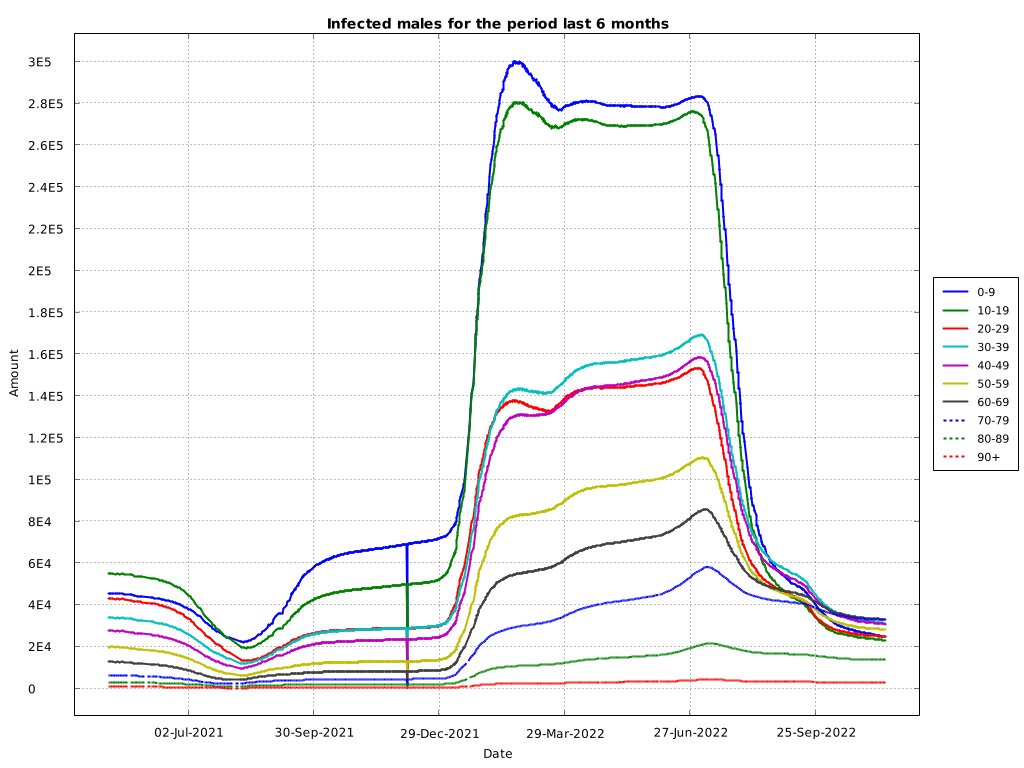 Infected males for the period last 6 months
3E5
2.8E5
2.6E5
2.4E5
2.2E5
2E5
1.8E5
1.6E5
1.4E5
1.2E5
1E5
8E4
6E4
4E4
2E4
0
Amount
02-Jul-2021
30-Sep-2021
29-Dec-2021
29-Mar-2022
27-Jun-2022
25-Sep-2022
Date
0-9
10-19
20-29
30-39
40-49
50-59
60-69
70-79
80-89
90+